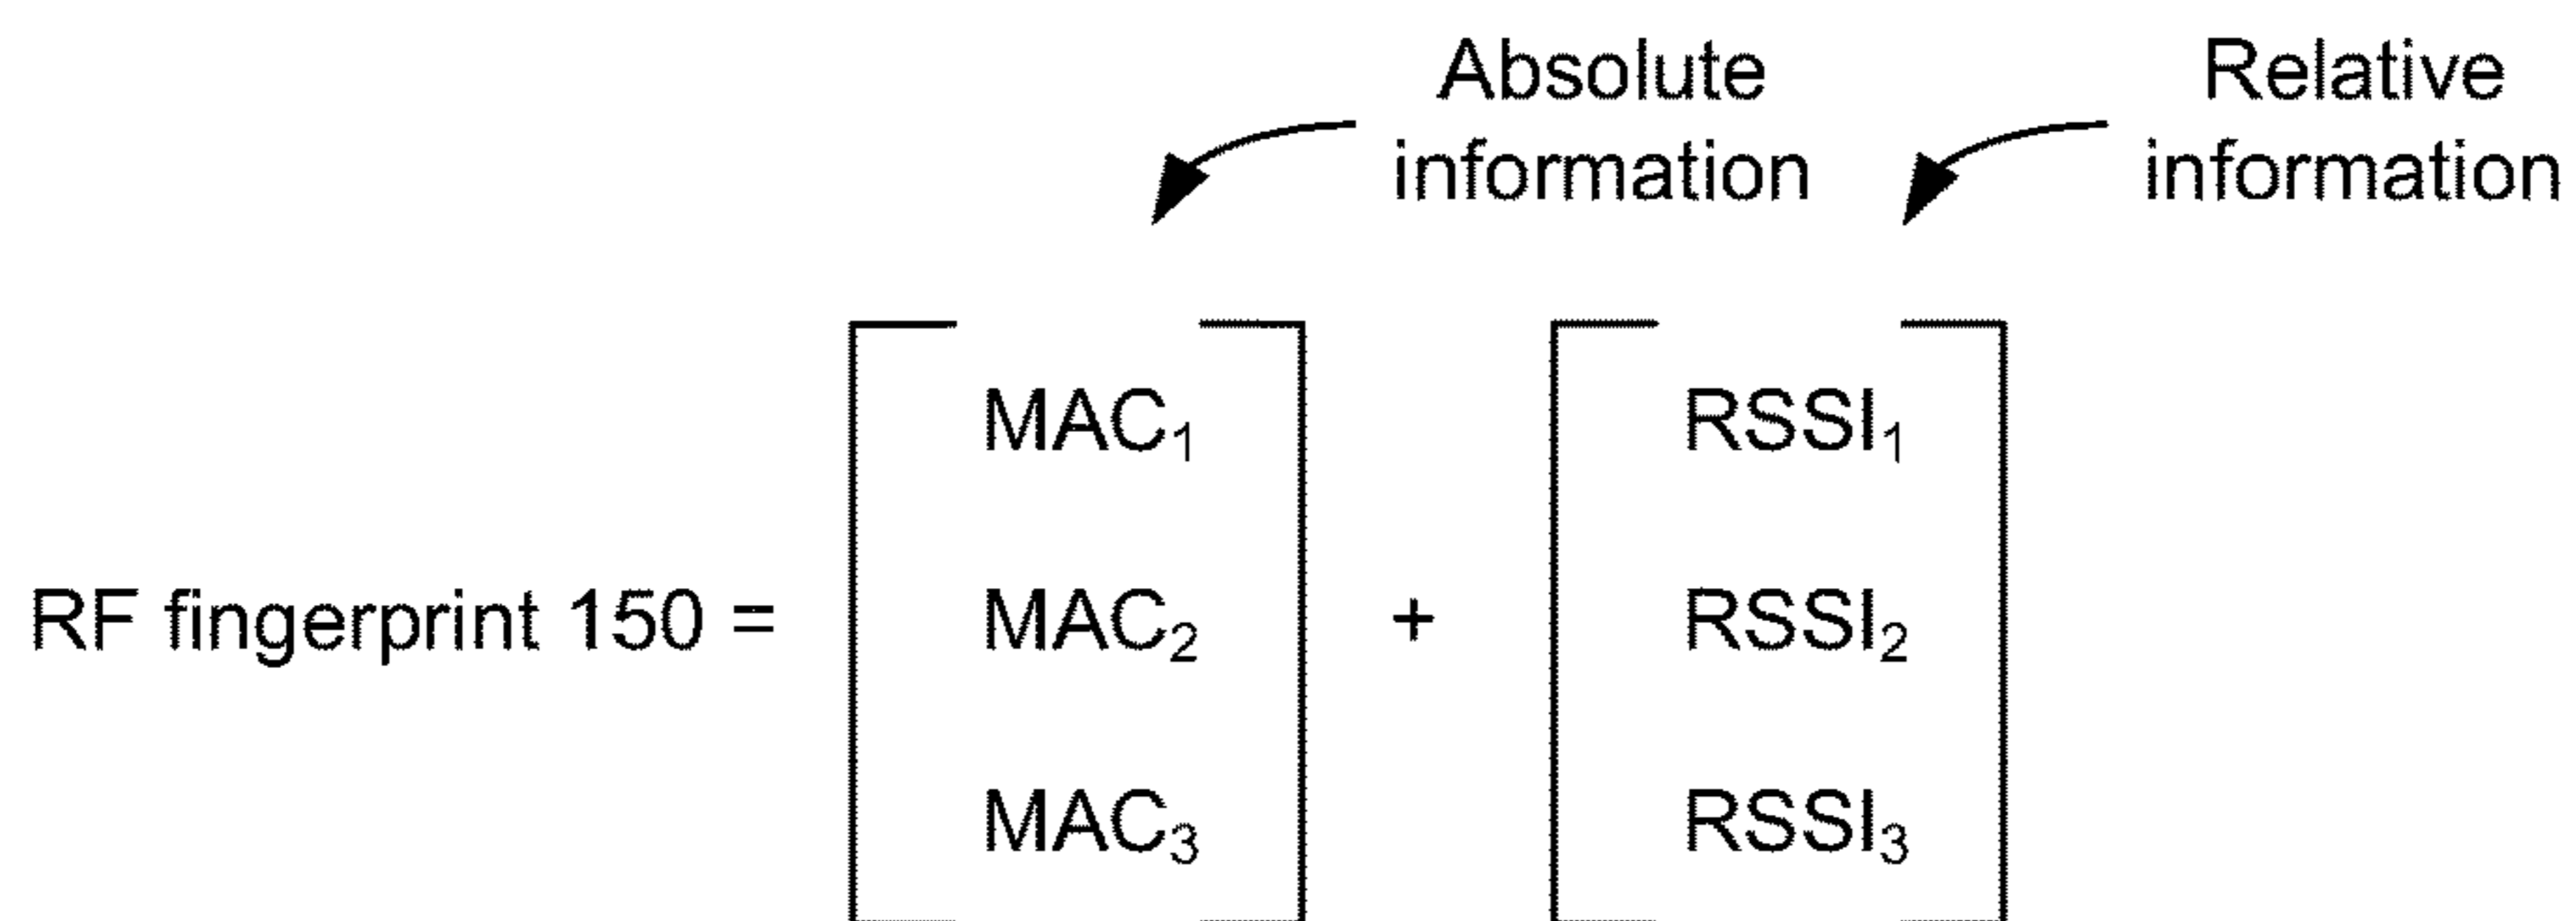 Absolute
information
Relative
information
MAC₁
RSSI₁
RF fingerprint 150 =
MAC₂
+
RSSI₂
MAC₃
RSSI₃